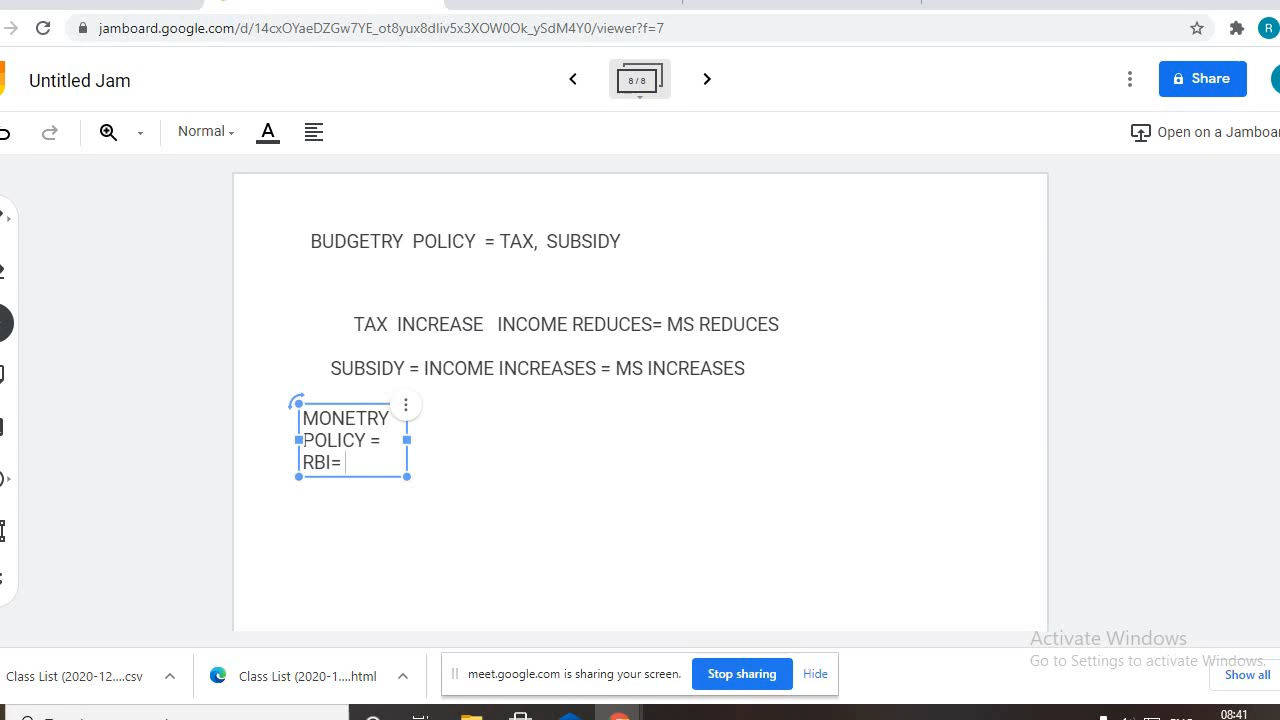 jamboard.google.com/d/14cxOYaeDZGw7YE_ot8yux8dIiv5x3XOW0Ok_ySdM4Y0/viewer?f=7
R
Untitled Jam
8 / 8
Share
Normal
A
Open on a Jamboar
BUDGETRY POLICY = TAX, SUBSIDY
TAX INCREASE INCOME REDUCES= MS REDUCES
SUBSIDY = INCOME INCREASES = MS INCREASES
MONETRY
POLICY =
RBI=
Activate Windows
Go to Settings to activate Windows.
Class List (2020-12....csv
Class List (2020-1....html
meet.google.com is sharing your screen.
Stop sharing
Hide
Show all
08:41